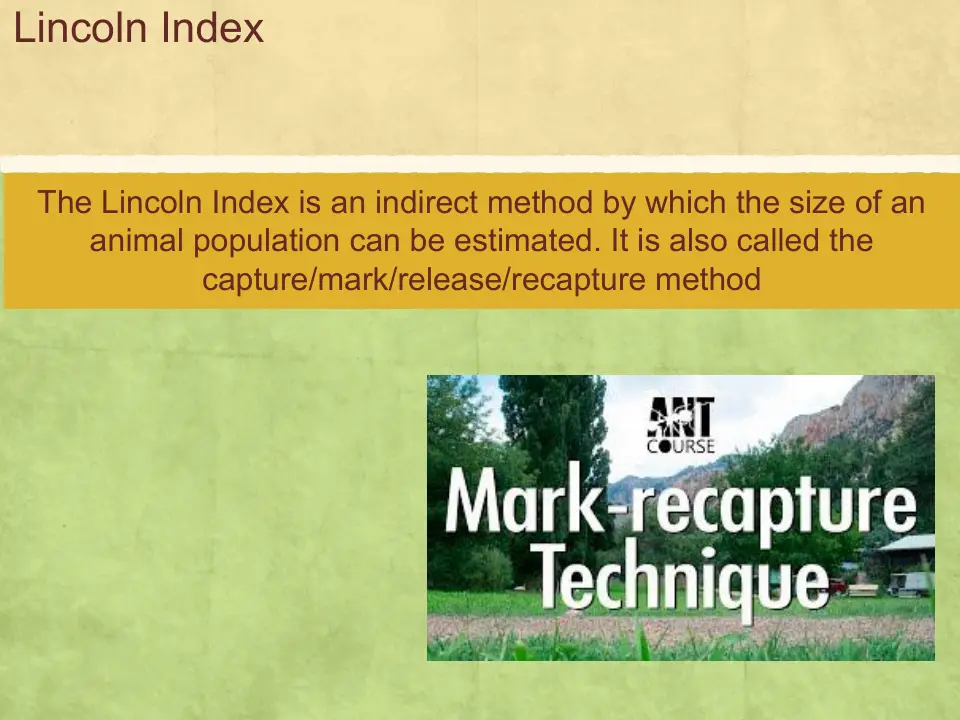 Lincoln Index
The Lincoln Index is an indirect method by which the size of an
animal population can be estimated. It is also called the
capture/mark/release/recapture method
ANT
COURSE
Mark-recapture
Technique